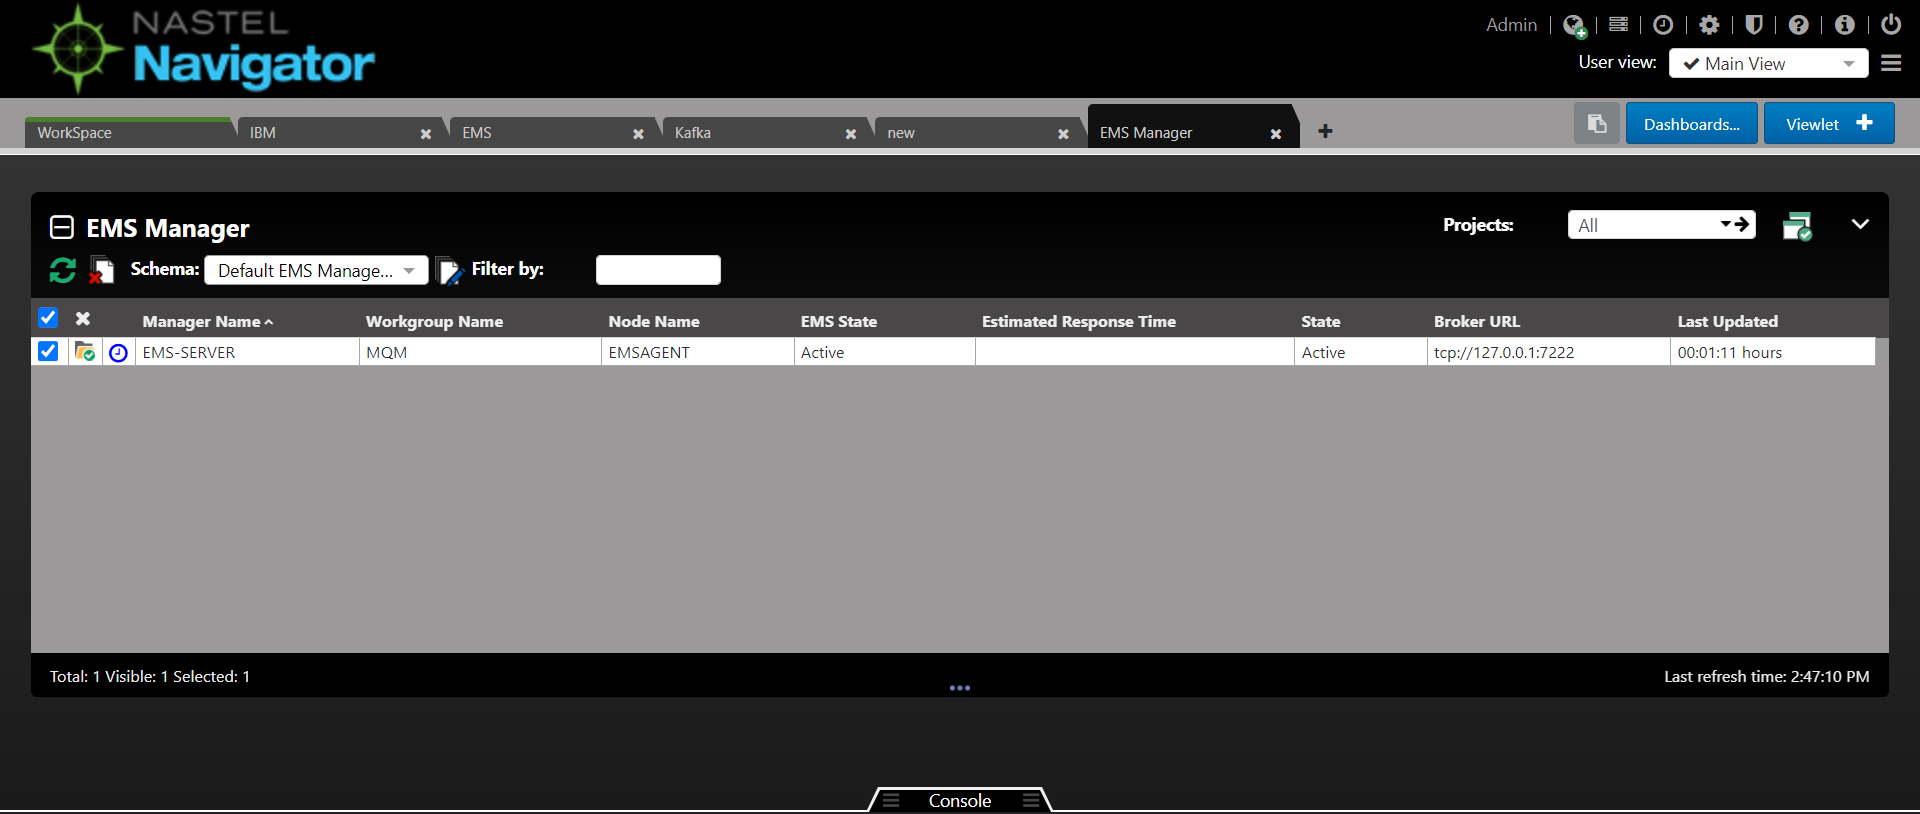 NASTEL
Navigator
Admin
User view: Main View
WorkSpace IBM EMS Kafka new EMS Manager
Dashboards... Viewlet
EMS Manager Projects: All
Schema: Default EMS Manage... Filter by:
Manager Name Workgroup Name Node Name EMS State Estimated Response Time State Broker URL Last Updated
EMS-SERVER MQM EMSAGENT Active Active tcp://127.0.0.1:7222 00:01:11 hours
Total: 1 Visible: 1 Selected: 1 Last refresh time: 2:47:10 PM
Console